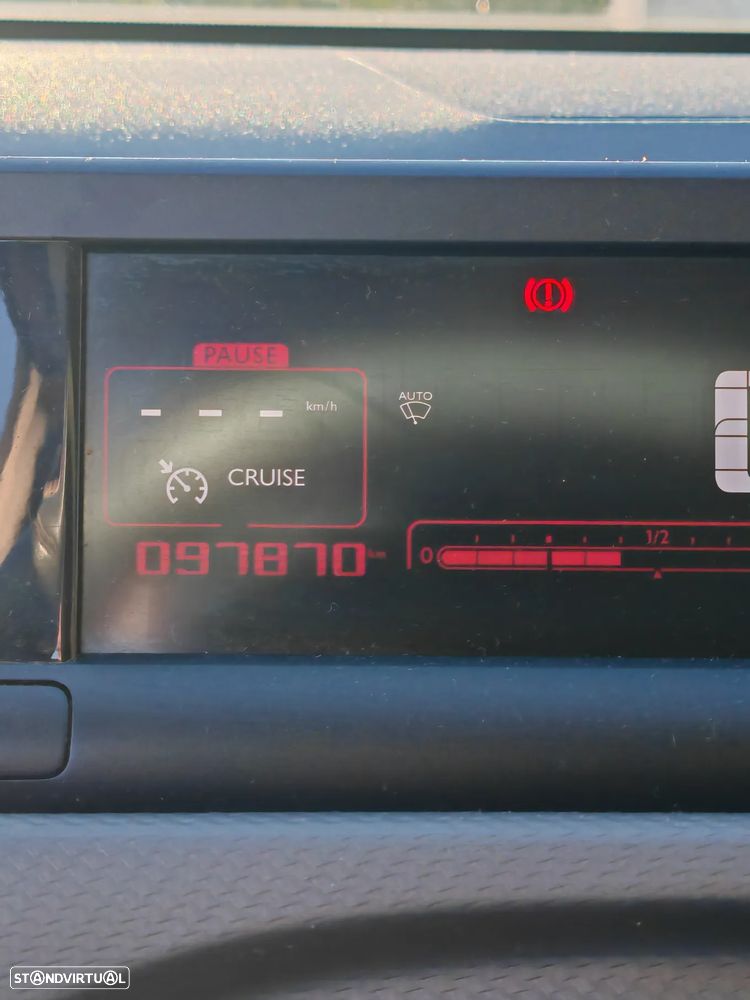 PAUSE
--- km/h
AUTO
CRUISE
097870 km
1/2
0
STANDVIRTUAL